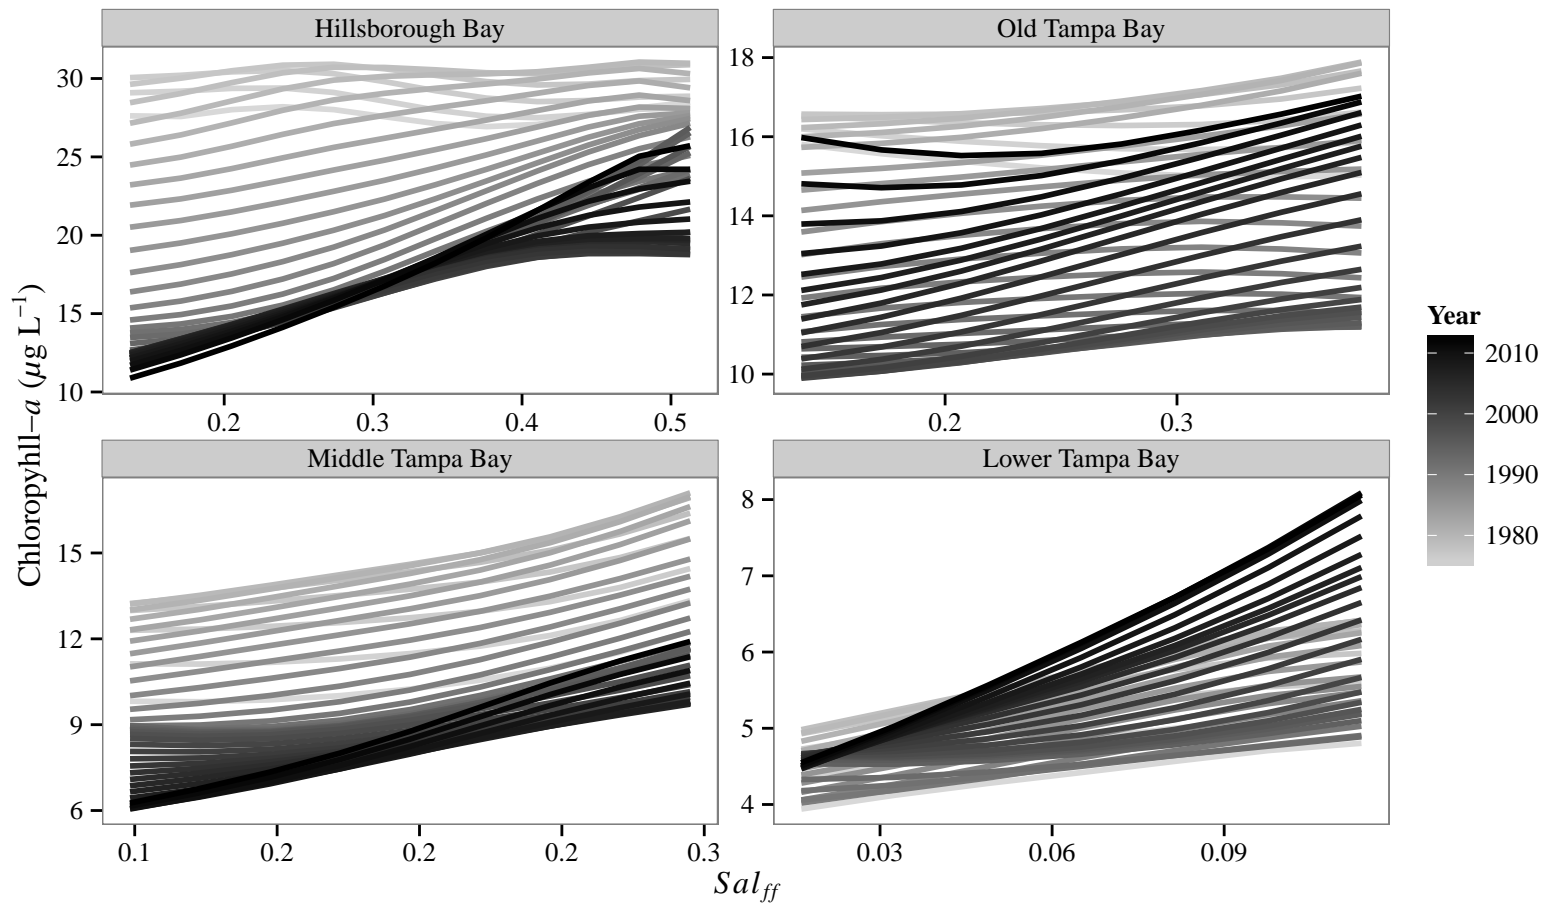 Hillsborough Bay
Old Tampa Bay
30
25
20
15
10
0.2 0.3 0.4 0.5
18
16
14
12
10
0.2 0.3
Middle Tampa Bay
Lower Tampa Bay
15
12
9
6
0.1 0.2 0.2 0.2 0.3
8
7
6
5
4
0.03 0.06 0.09
Chloropyhll−a (μg L⁻¹)
Sal_ff
Year
2010
2000
1990
1980